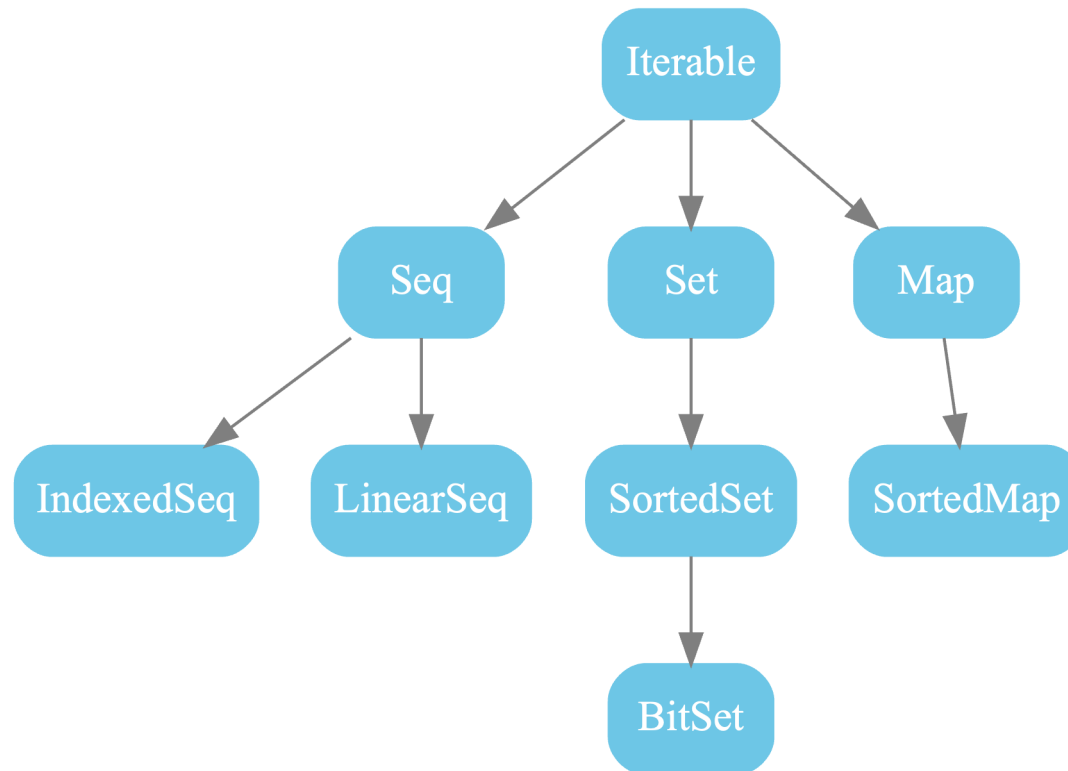 Iterable
Seq
Set
Map
IndexedSeq
LinearSeq
SortedSet
SortedMap
BitSet